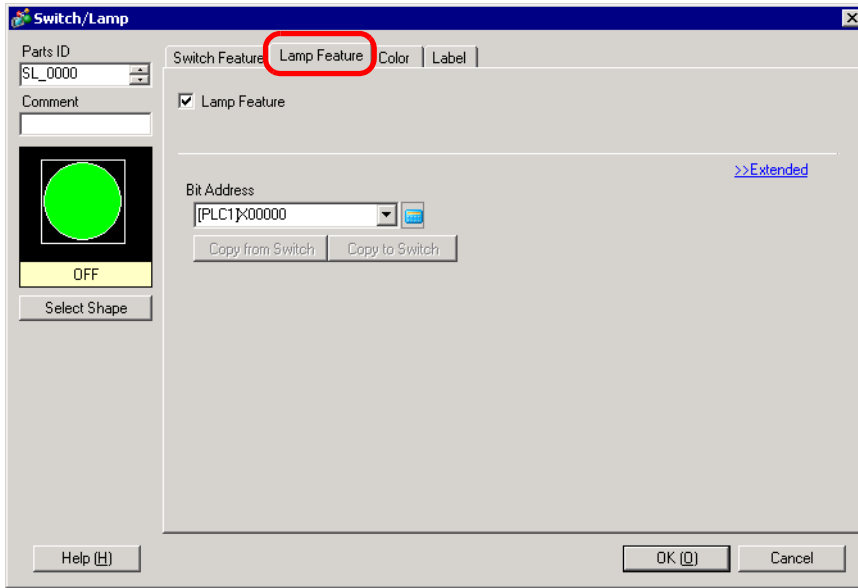 Switch/Lamp
Parts ID
SL_0000
Comment
OFF
Select Shape
Switch Feature Lamp Feature Color Label
Lamp Feature
>>Extended
Bit Address
[PLC1]X00000
Copy from Switch Copy to Switch
Help (H) OK (O) Cancel